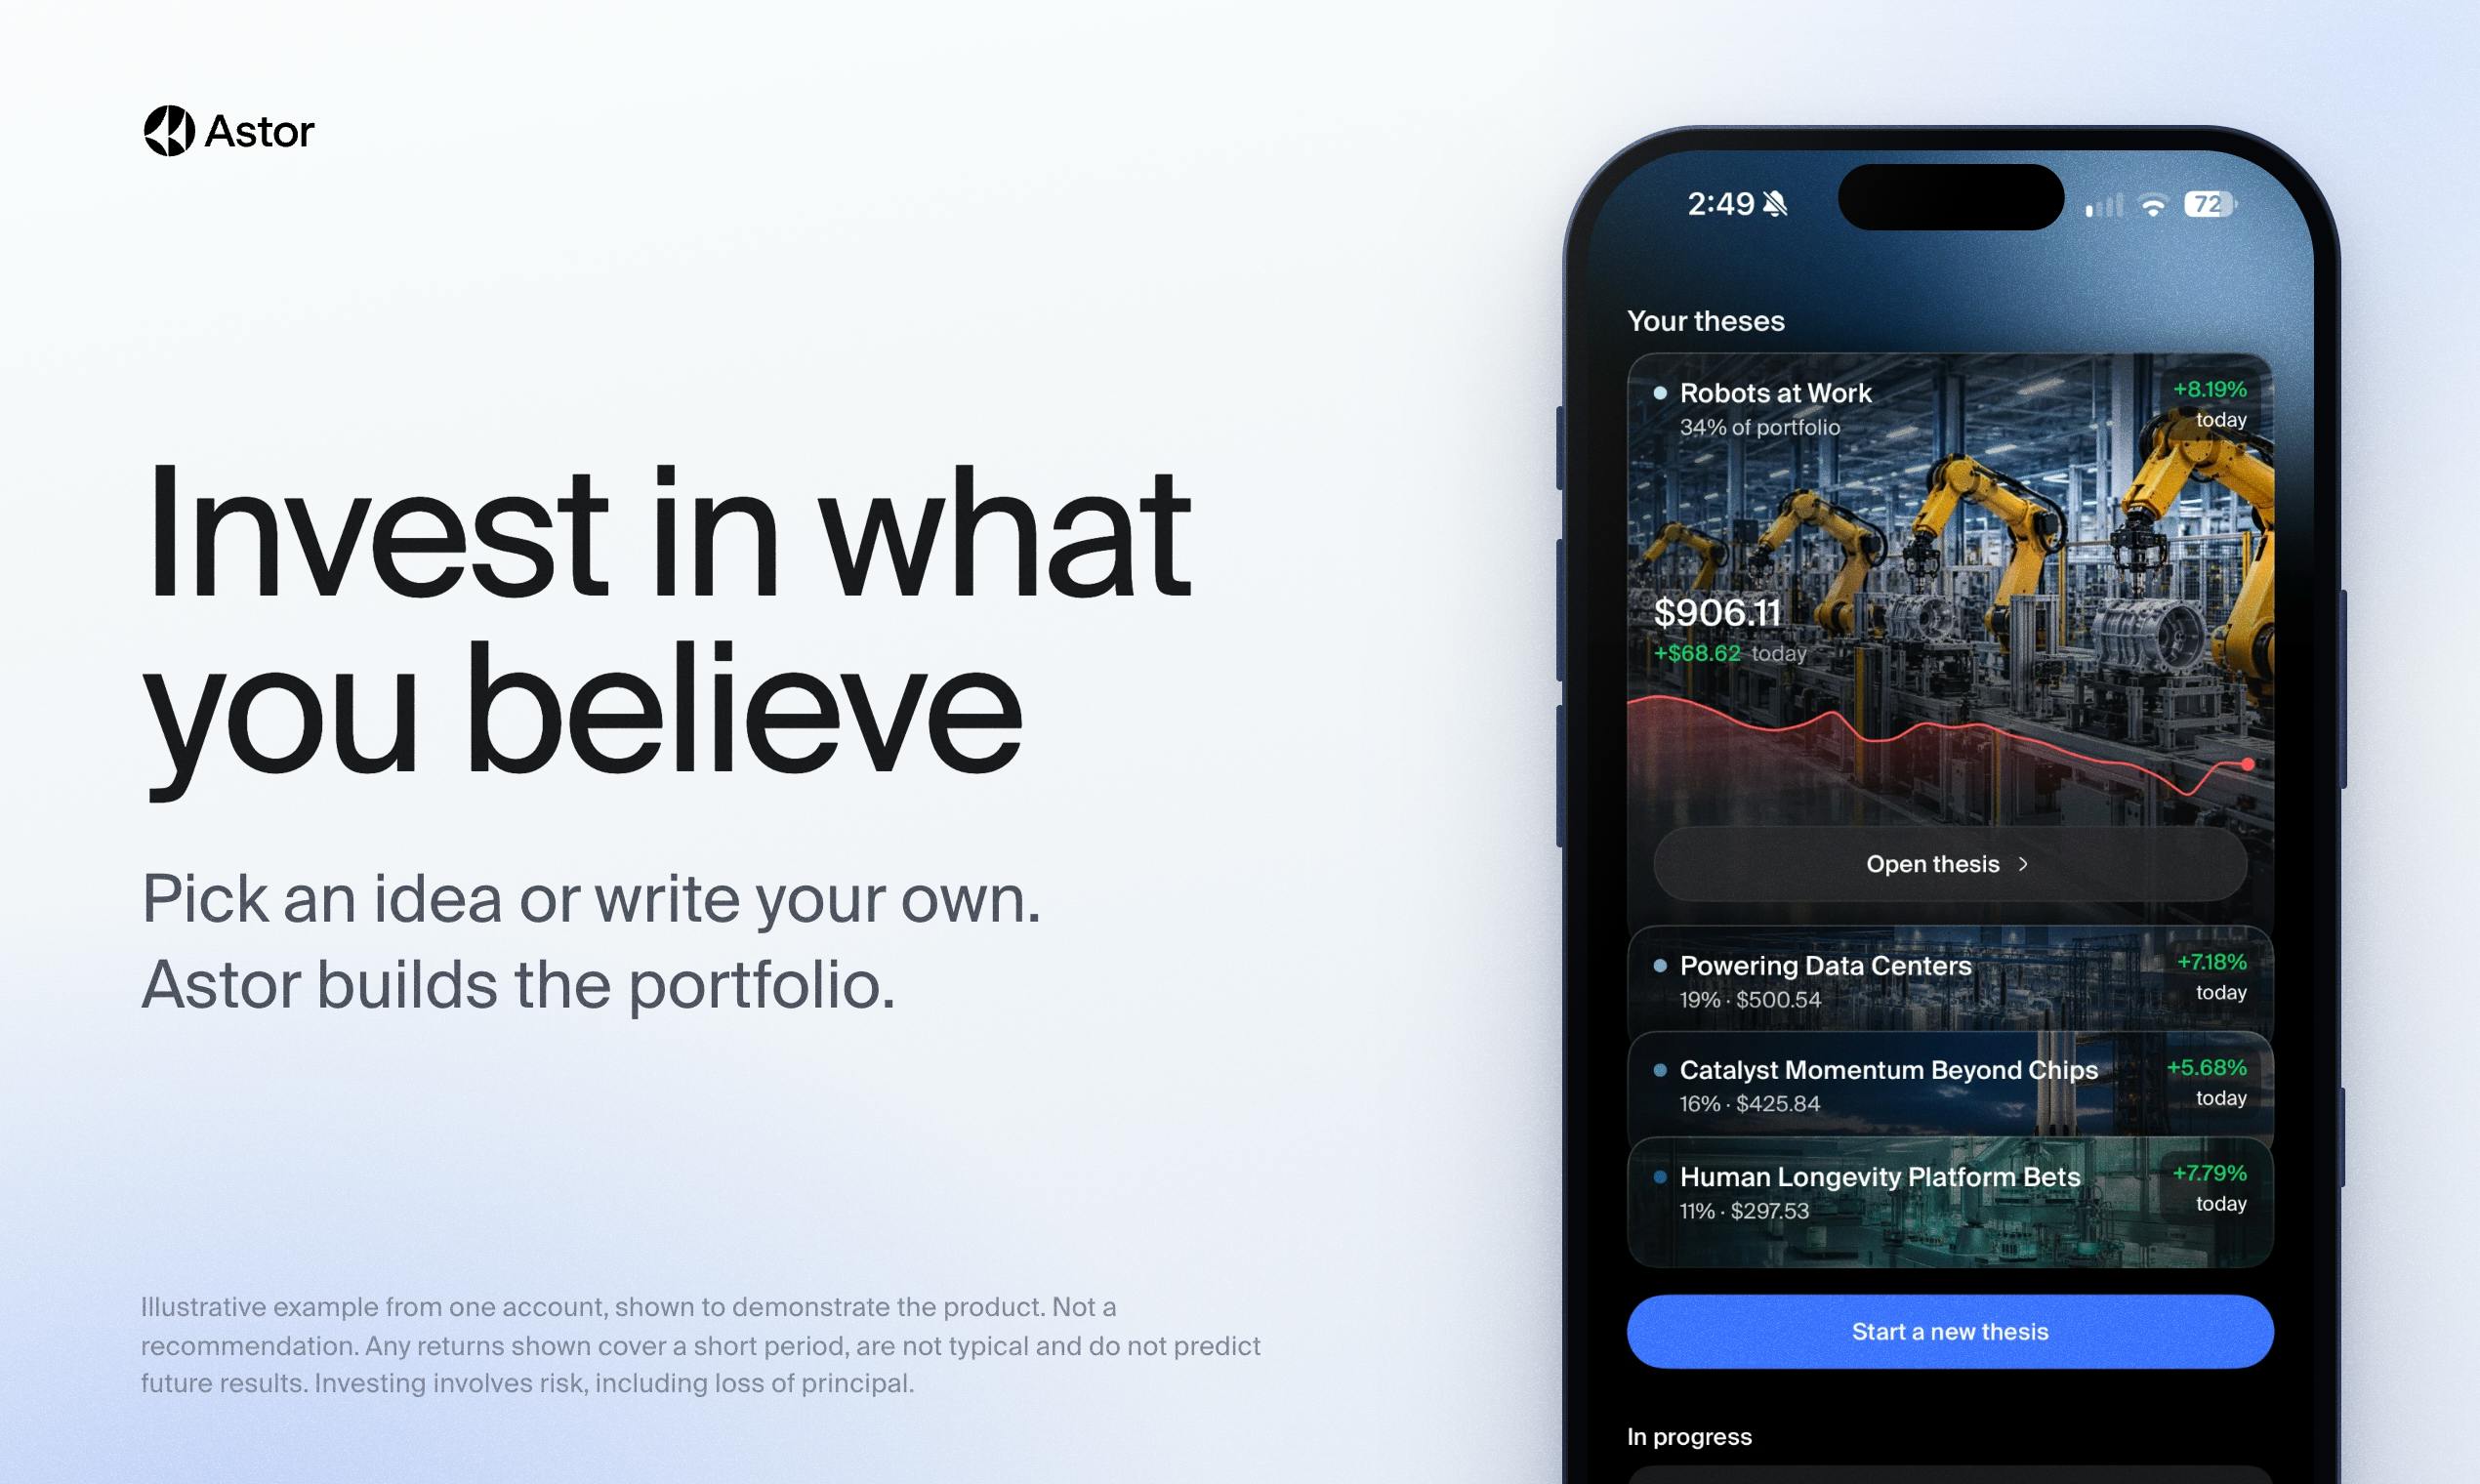 Astor
Invest in what
you believe
Pick an idea or write your own.
Astor builds the portfolio.
Illustrative example from one account, shown to demonstrate the product. Not a
recommendation. Any returns shown cover a short period, are not typical and do not predict
future results. Investing involves risk, including loss of principal.
2:49
72
Your theses
Robots at Work
+8.19%
34% of portfolio
today
$906.11
+$68.62 today
Open thesis
Powering Data Centers
+7.18%
19% · $500.54
today
Catalyst Momentum Beyond Chips
+5.68%
16% · $425.84
today
Human Longevity Platform Bets
+7.79%
11% · $297.53
today
Start a new thesis
In progress